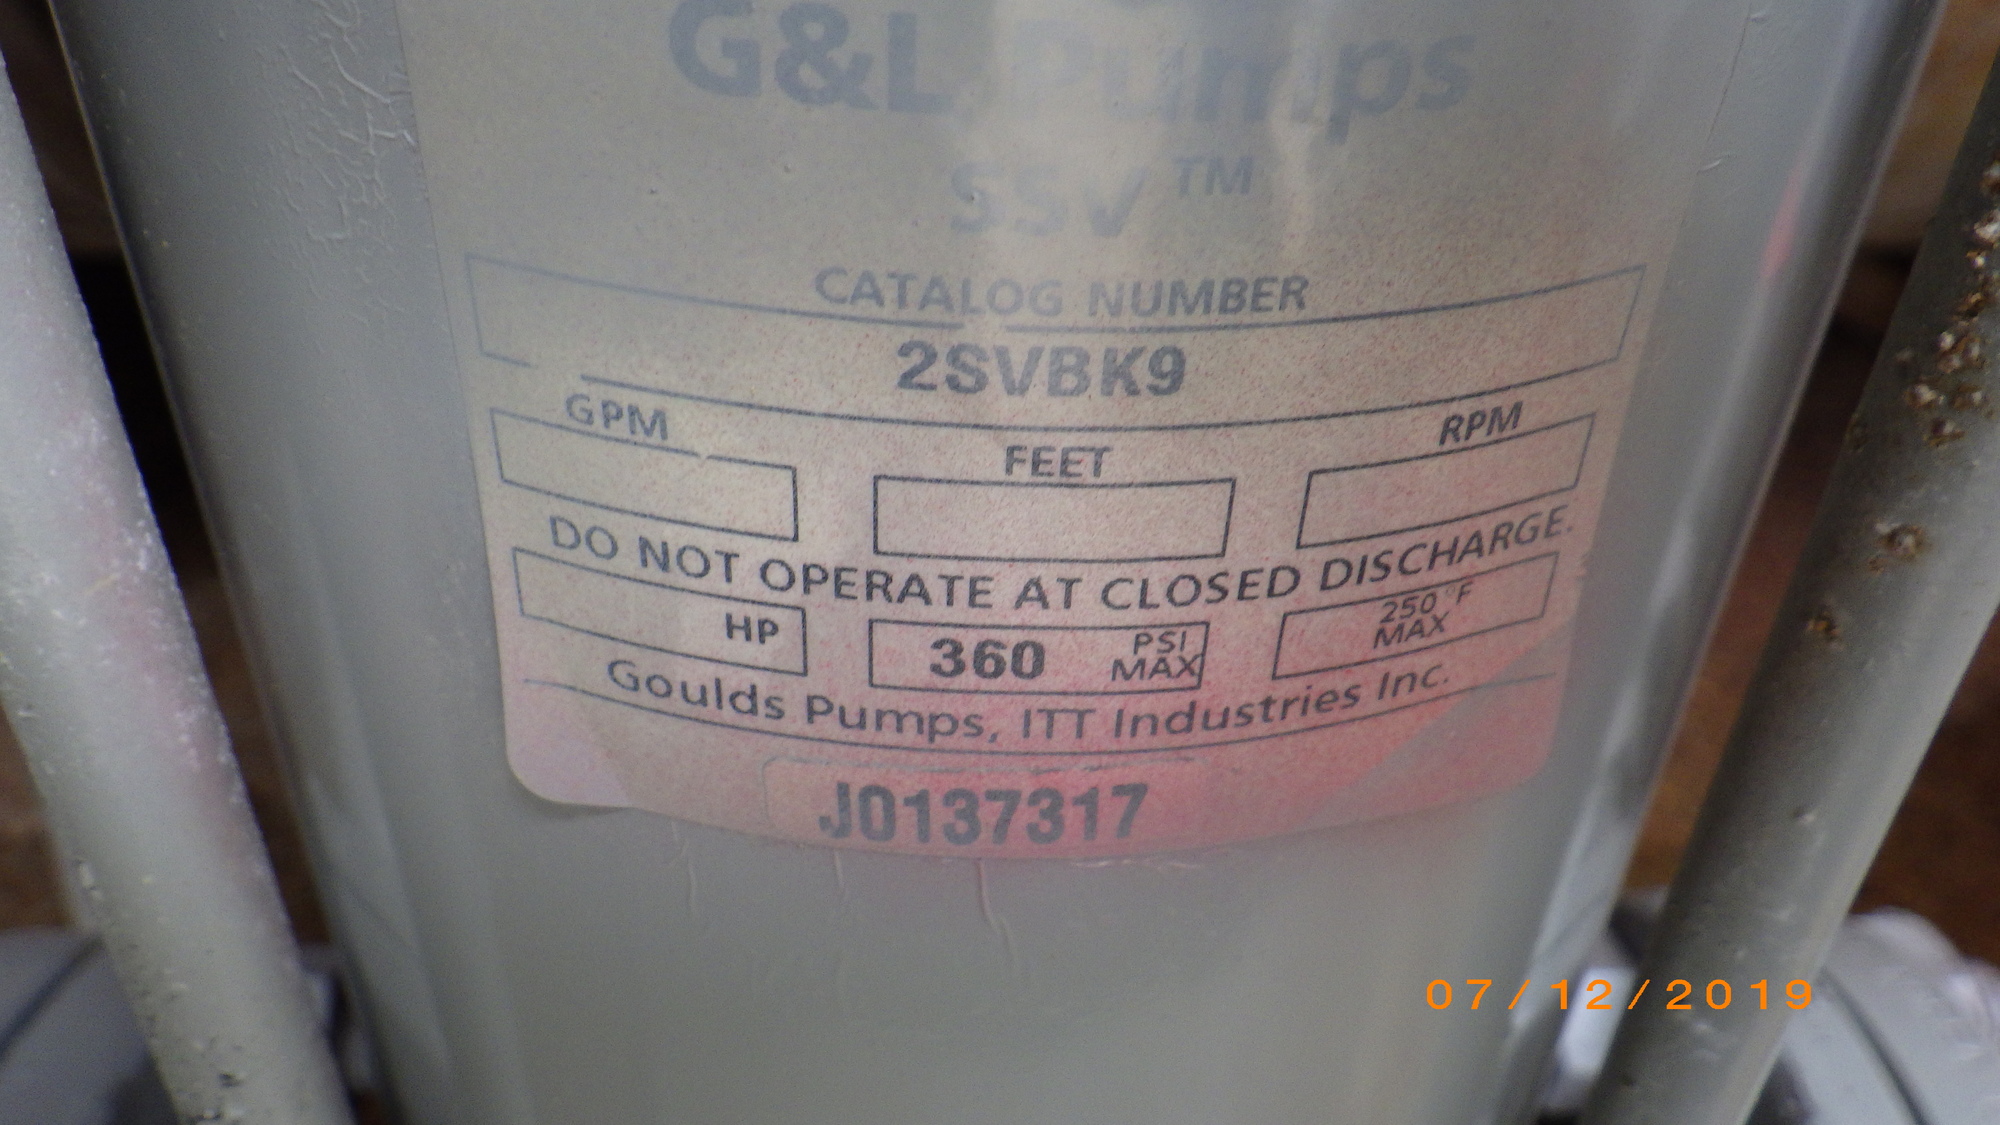 G&L Pumps
SSV™
CATALOG NUMBER
2SVBK9
GPM FEET RPM
DO NOT OPERATE AT CLOSED DISCHARGE.
HP 360 PSI MAX 250°F MAX
Goulds Pumps, ITT Industries Inc.
J0137317
07/12/2019